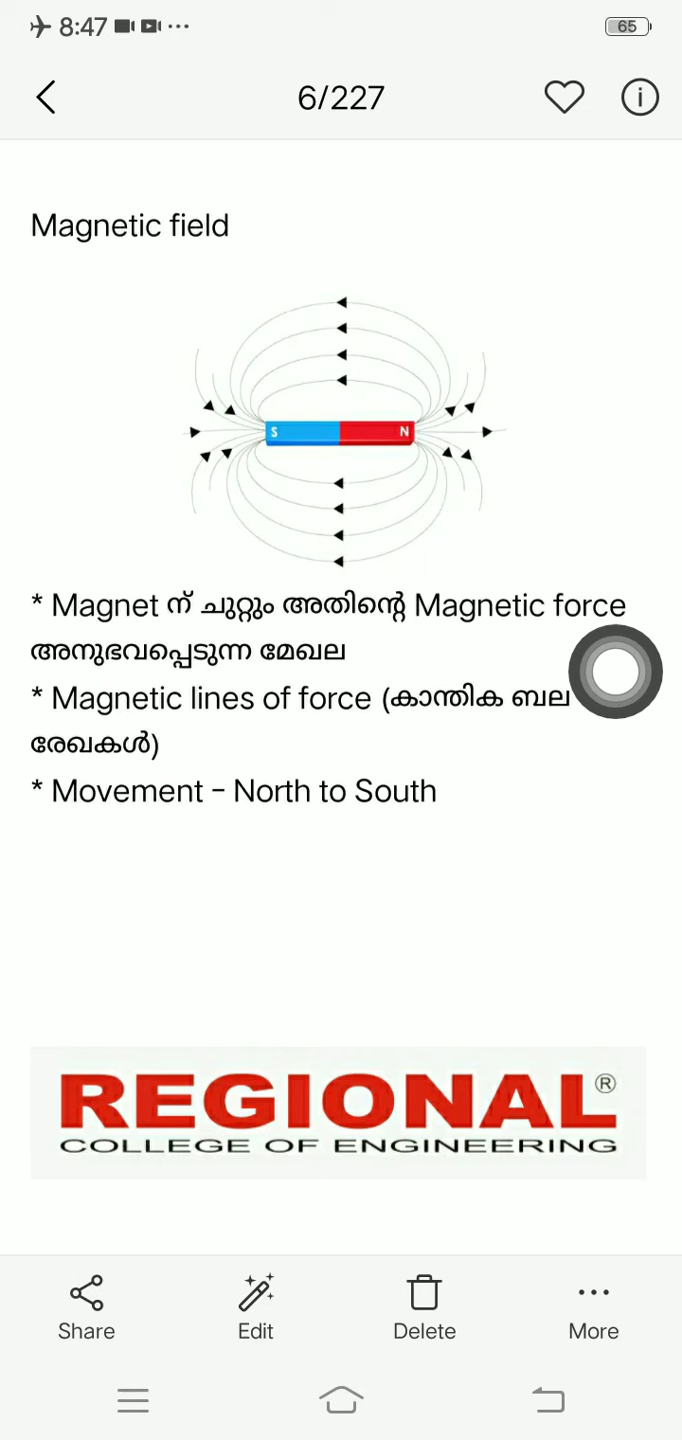 8:47
65
6/227
Magnetic field
S
N
* Magnet ന് ചുറ്റും അതിന്റെ Magnetic force
അനുഭവപ്പെടുന്ന മേഖല
* Magnetic lines of force (കാന്തിക ബല
രേഖകൾ)
* Movement - North to South
REGIONAL®
COLLEGE OF ENGINEERING
Share
Edit
Delete
More